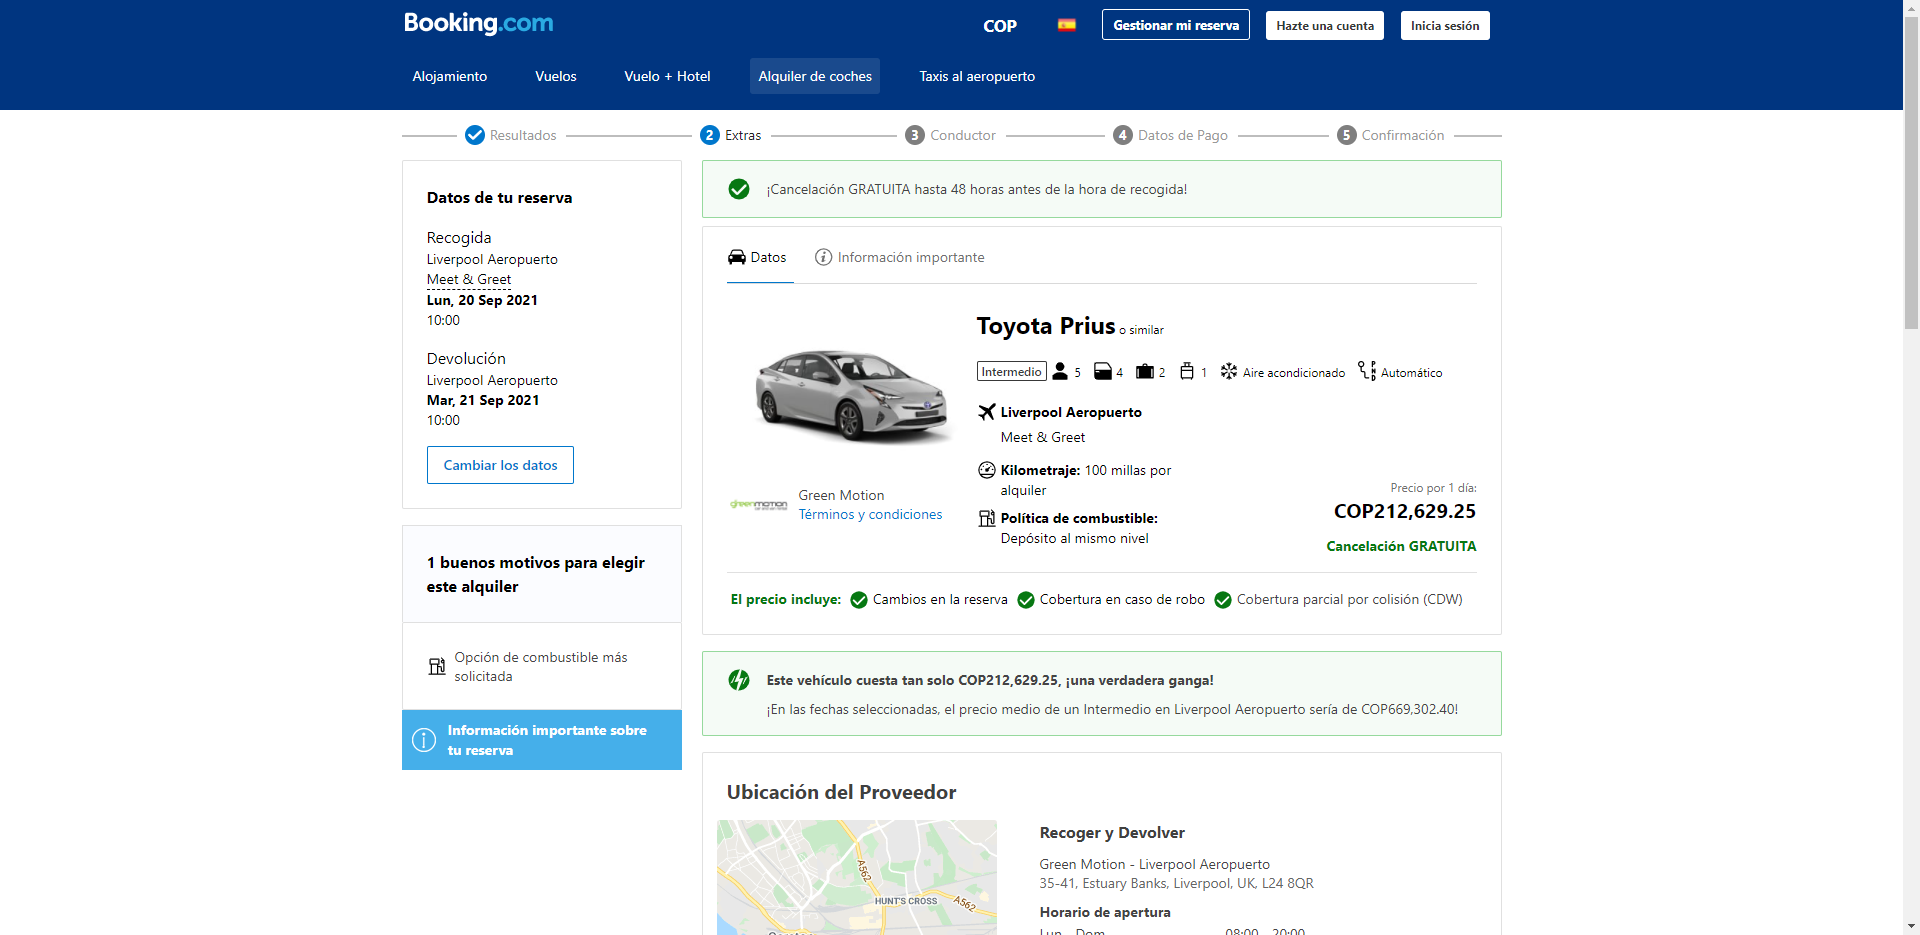 Booking.com
COP
Gestionar mi reserva
Hazte una cuenta
Inicia sesión
Alojamiento
Vuelos
Vuelo + Hotel
Alquiler de coches
Taxis al aeropuerto
Resultados
2 Extras
3 Conductor
4 Datos de Pago
5 Confirmación
Datos de tu reserva
Recogida
Liverpool Aeropuerto
Meet & Greet
Lun, 20 Sep 2021
10:00
Devolución
Liverpool Aeropuerto
Mar, 21 Sep 2021
10:00
Cambiar los datos
1 buenos motivos para elegir
este alquiler
Opción de combustible más
solicitada
Información importante sobre
tu reserva
¡Cancelación GRATUITA hasta 48 horas antes de la hora de recogida!
Datos
Información importante
Toyota Prius o similar
Intermedio 5 4 2 1 Aire acondicionado Automático
Liverpool Aeropuerto
Meet & Greet
Kilometraje: 100 millas por
alquiler
Política de combustible:
Depósito al mismo nivel
greenmotion
Green Motion
Términos y condiciones
Precio por 1 día:
COP212,629.25
Cancelación GRATUITA
El precio incluye: Cambios en la reserva Cobertura en caso de robo Cobertura parcial por colisión (CDW)
Este vehículo cuesta tan solo COP212,629.25, ¡una verdadera ganga!
¡En las fechas seleccionadas, el precio medio de un Intermedio en Liverpool Aeropuerto sería de COP669,302.40!
Ubicación del Proveedor
A562
HUNT'S CROSS
A562
Recoger y Devolver
Green Motion - Liverpool Aeropuerto
35-41, Estuary Banks, Liverpool, UK, L24 8QR
Horario de apertura
Lun - Dom 08:00 - 20:00